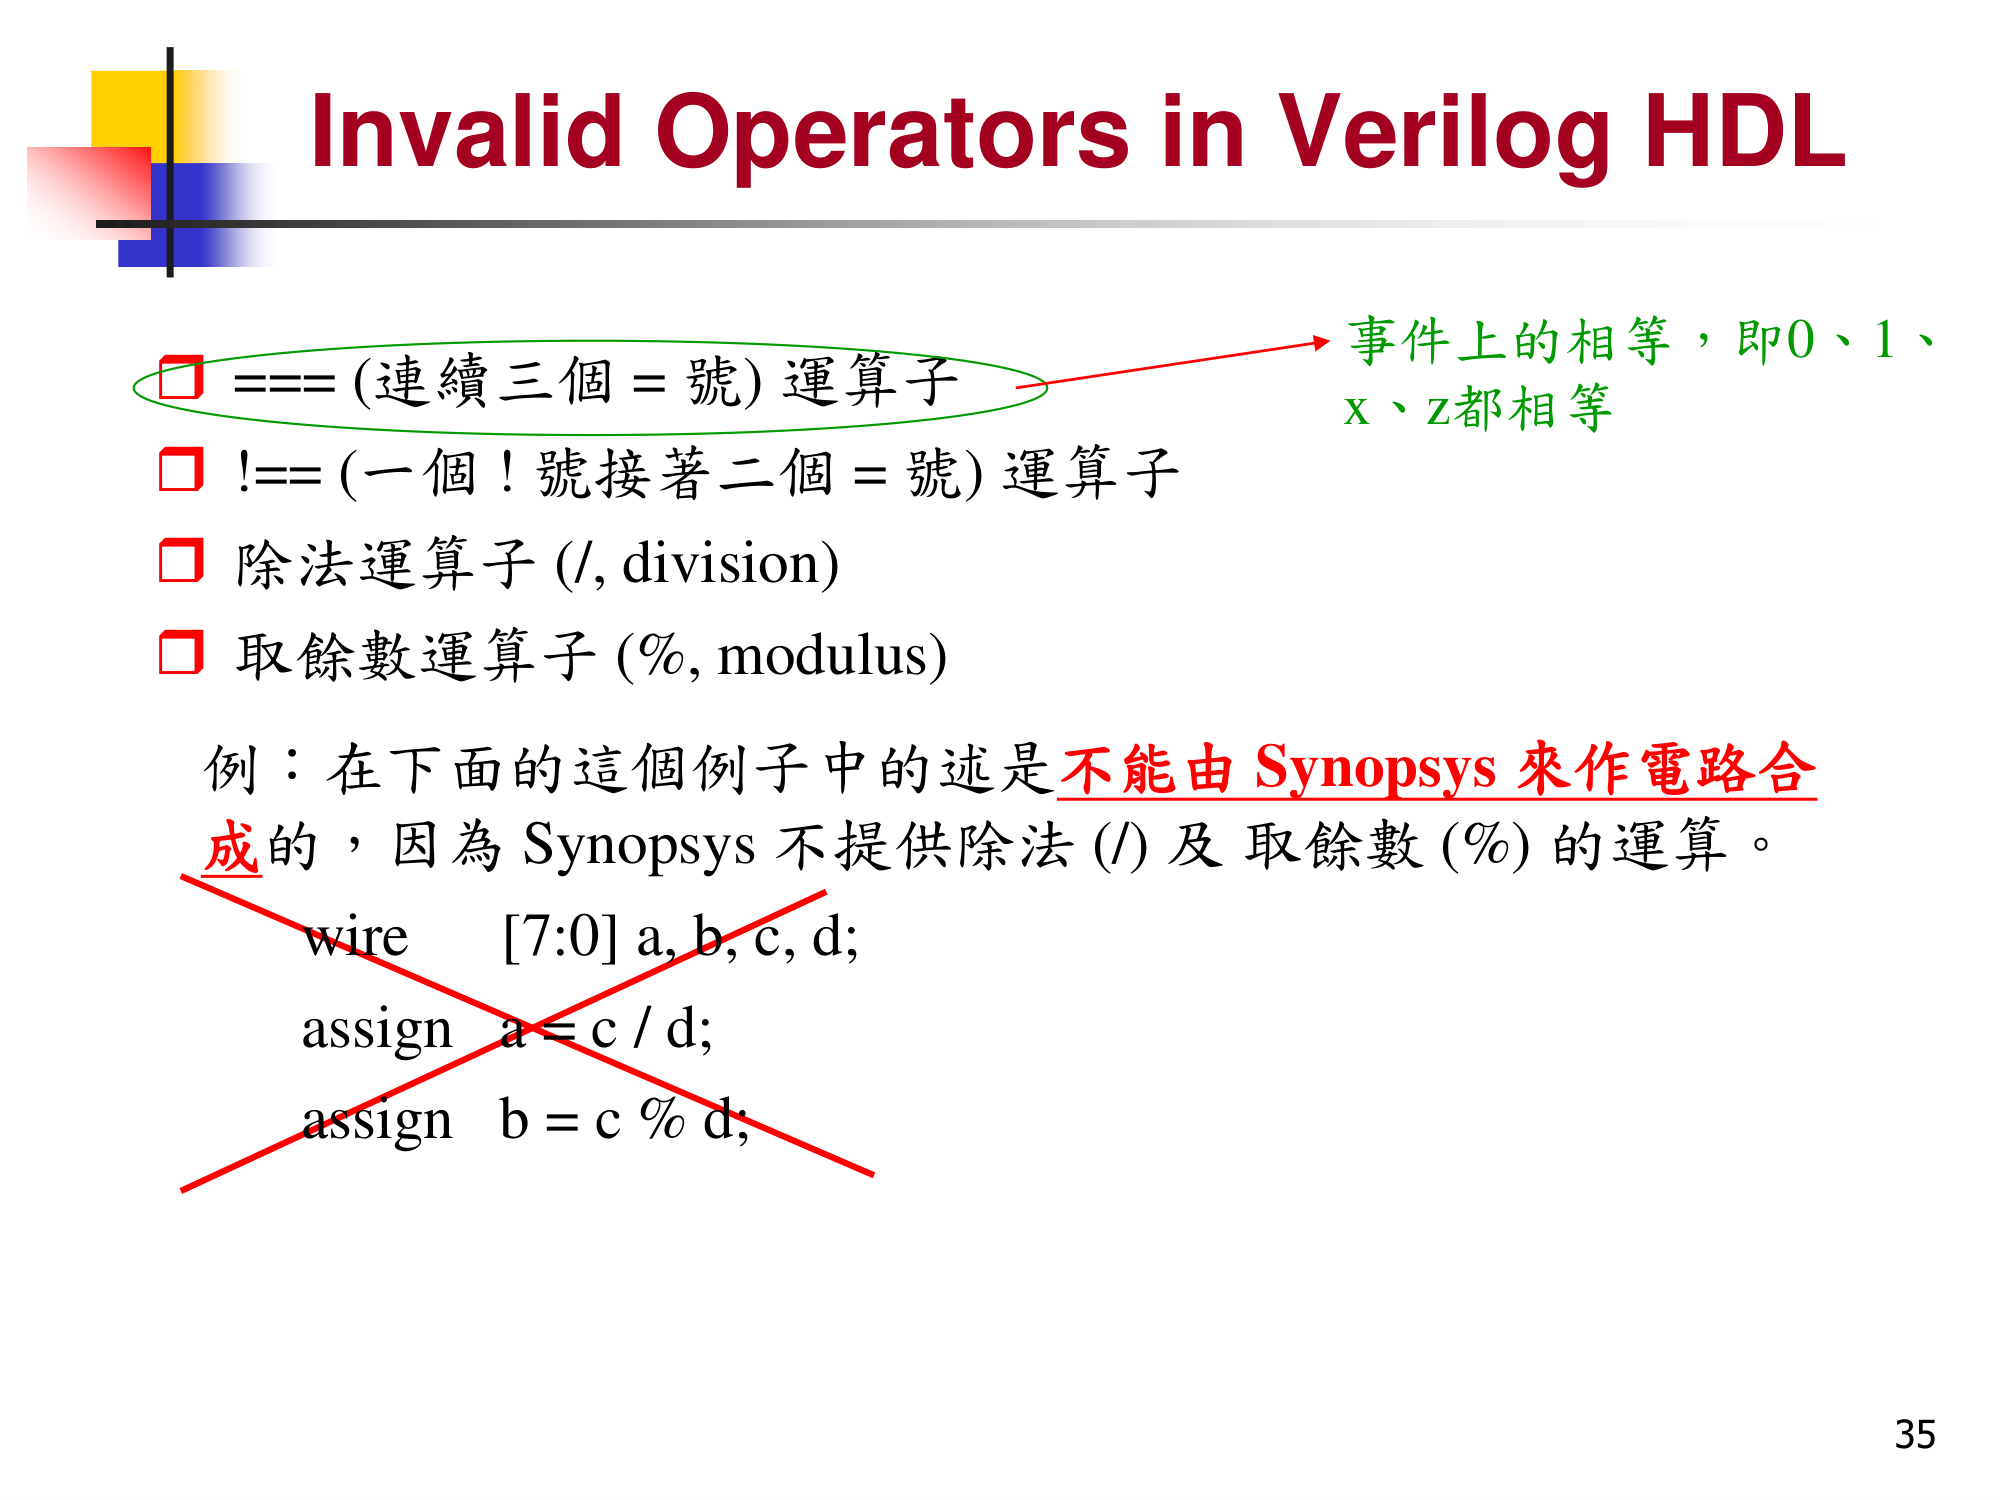 Invalid Operators in Verilog HDL
=== (連續三個 = 號) 運算子
事件上的相等，即0、1、
x、z都相等
!== (一個 ! 號接著二個 = 號) 運算子
除法運算子 (/, division)
取餘數運算子 (%, modulus)
例：在下面的這個例子中的述是不能由 Synopsys 來作電路合
成的，因為 Synopsys 不提供除法 (/) 及 取餘數 (%) 的運算。
wire [7:0] a, b, c, d;
assign a = c / d;
assign b = c % d;
35